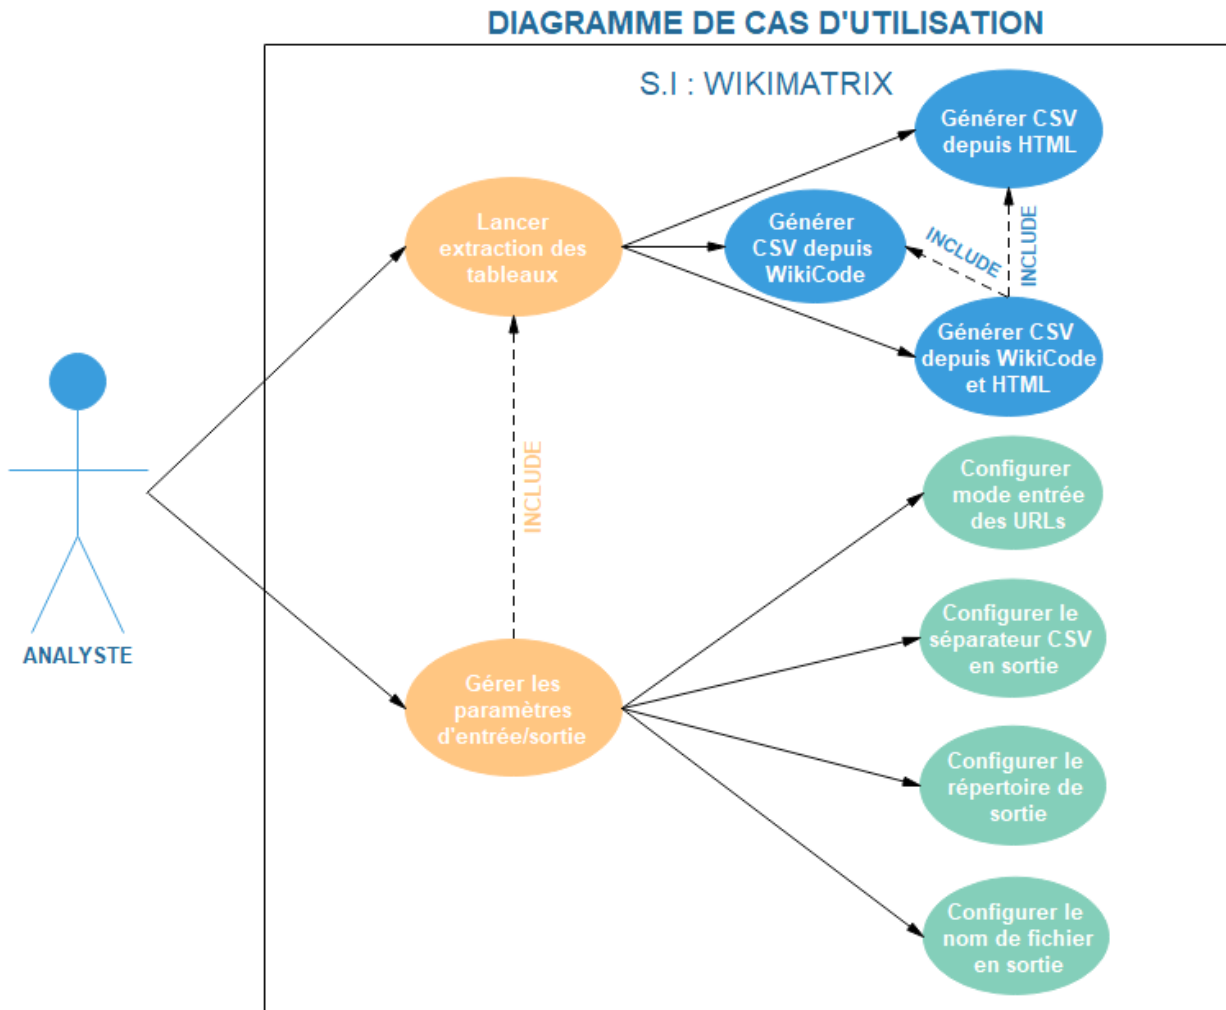 DIAGRAMME DE CAS D'UTILISATION
S.I : WIKIMATRIX
Générer CSV
depuis HTML
Lancer
extraction des
tableaux
Générer
CSV depuis
WikiCode
INCLUDE
INCLUDE
Générer CSV
depuis WikiCode
et HTML
INCLUDE
ANALYSTE
Gérer les
paramètres
d'entrée/sortie
Configurer
mode entrée
des URLs
Configurer le
séparateur CSV
en sortie
Configurer le
répertoire de
sortie
Configurer le
nom de fichier
en sortie